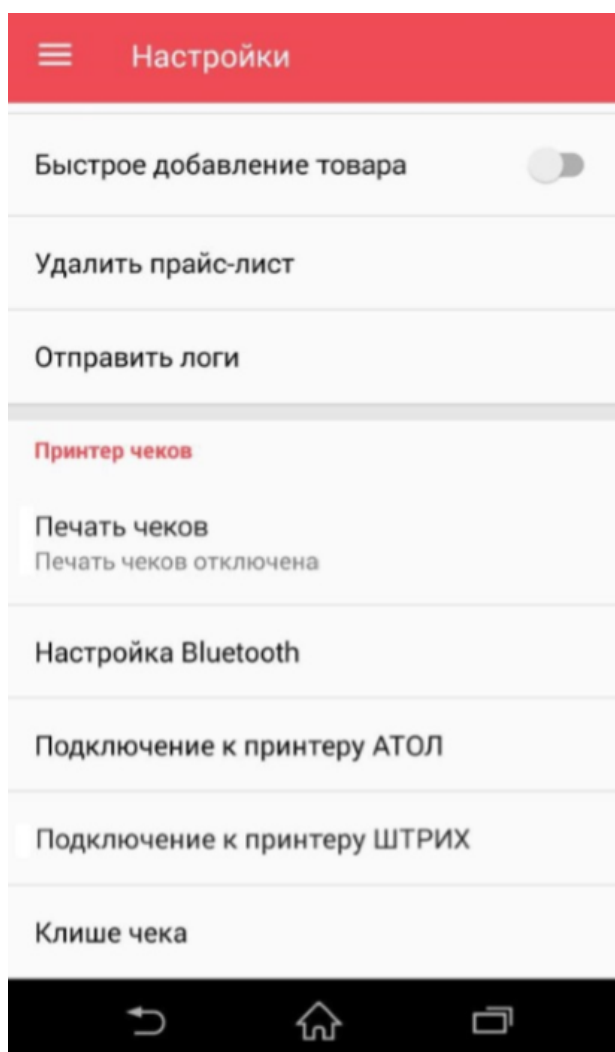 Настройки
Быстрое добавление товара
Удалить прайс-лист
Отправить логи
Принтер чеков
Печать чеков
Печать чеков отключена
Настройка Bluetooth
Подключение к принтеру АТОЛ
Подключение к принтеру ШТРИХ
Клише чека